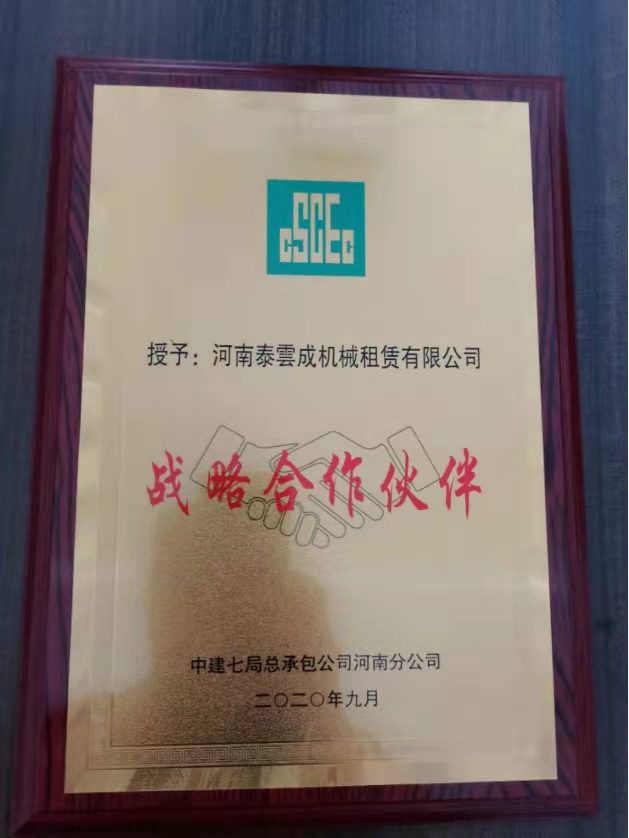 CSCEC
授予：河南泰雲成机械租赁有限公司
战略合作伙伴
中建七局总承包公司河南分公司
二〇二〇年九月